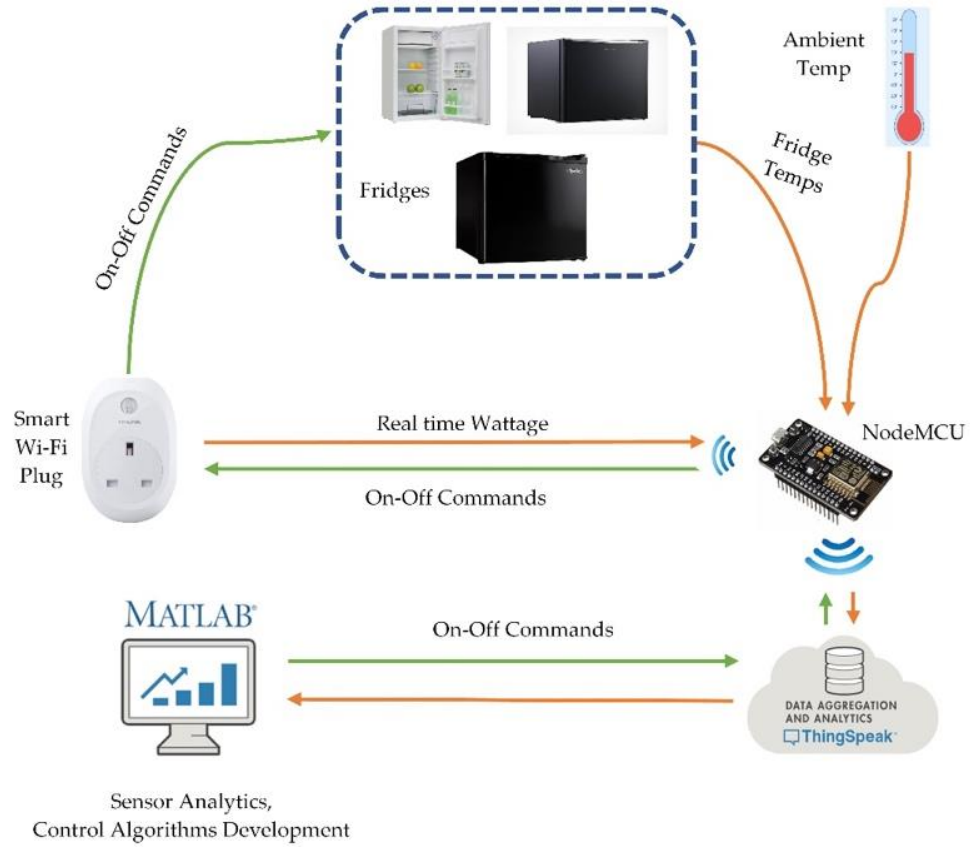 Ambient
Temp
Fridges
Fridge
Temps
On-Off Commands
Smart
Wi-Fi
Plug
Real time Wattage
On-Off Commands
NodeMCU
MATLAB®
On-Off Commands
DATA AGGREGATION
AND ANALYTICS
ThingSpeak™
Sensor Analytics,
Control Algorithms Development